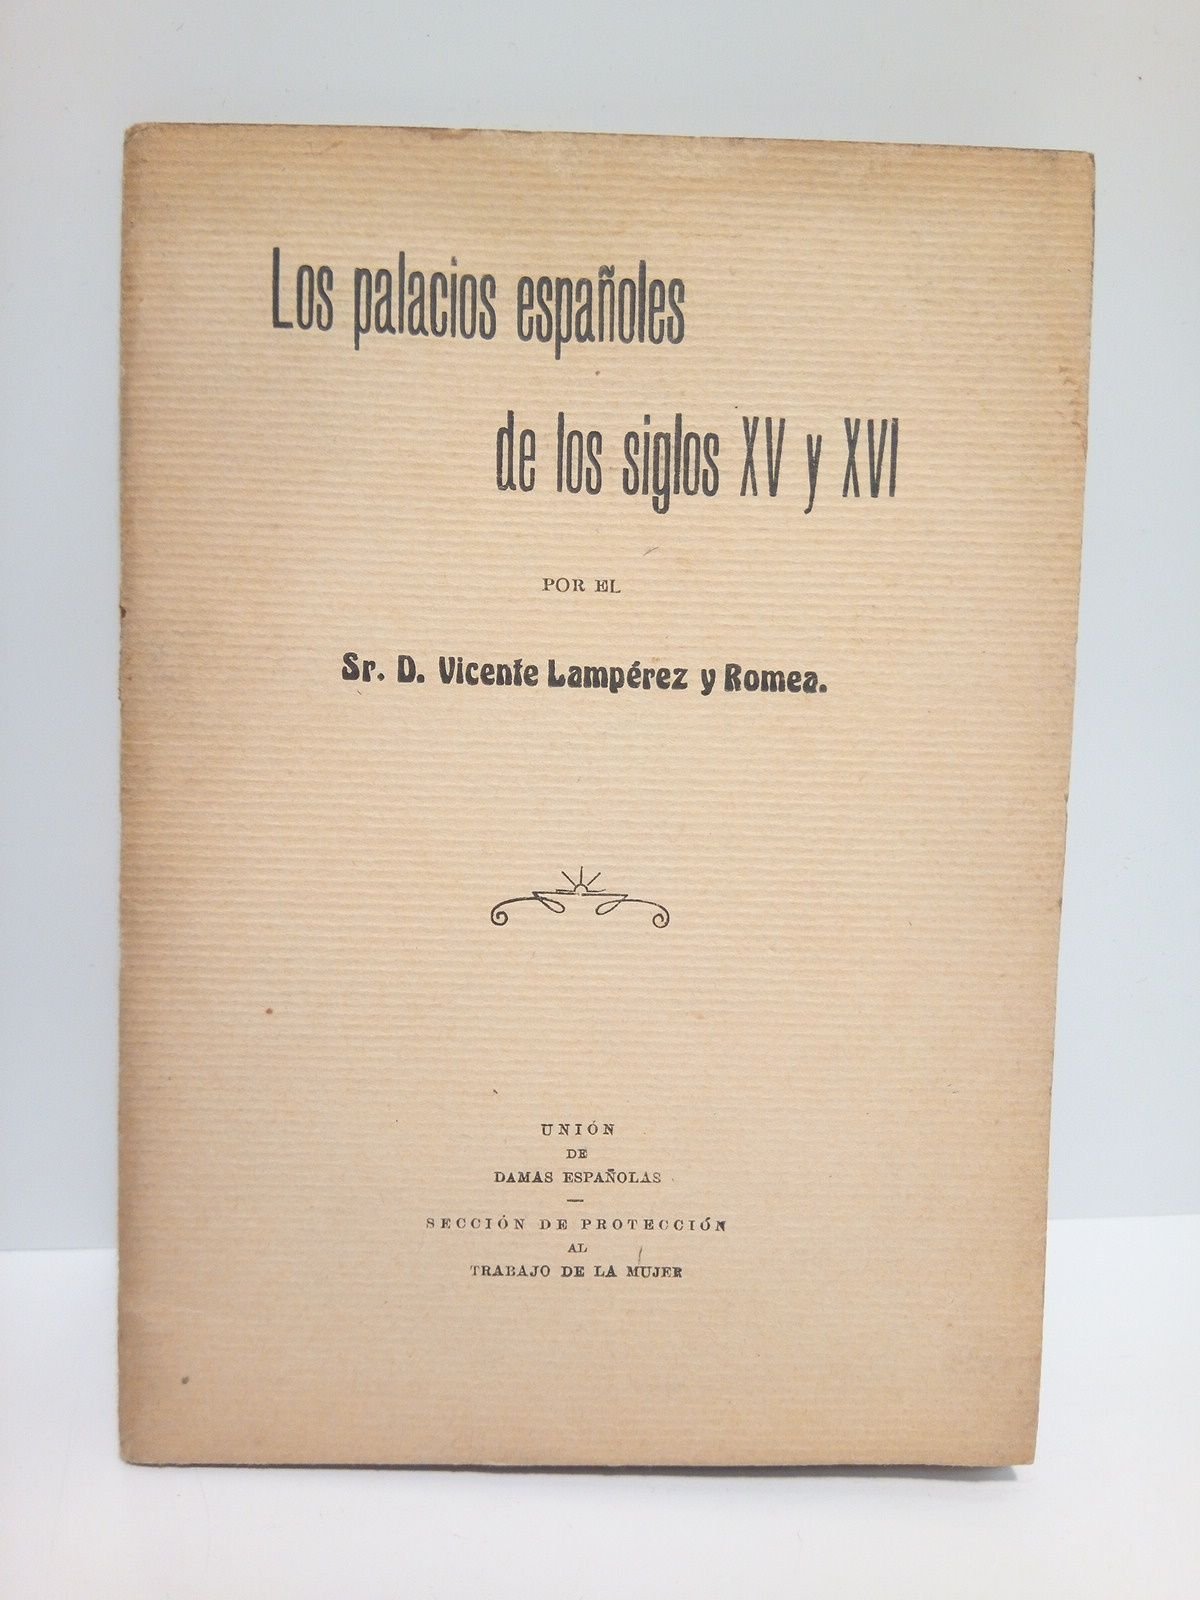 Los palacios españoles
de los siglos XV y XVI
POR EL
Sr. D. Vicente Lampérez y Romea.
UNIÓN
DE
DAMAS ESPAÑOLAS
SECCIÓN DE PROTECCIÓN
AL
TRABAJO DE LA MUJER